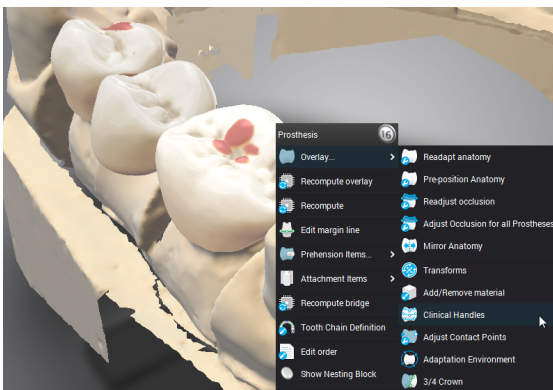 Prosthesis 16
Overlay...
Recompute overlay
Recompute
Edit margin line
Prehension Items...
Attachment Items
Recompute bridge
Tooth Chain Definition
Edit order
Show Nesting Block
Readapt anatomy
Pre-position Anatomy
Readjust occlusion
Adjust Occlusion for all Prostheses
Mirror Anatomy
Transforms
Add/Remove material
Clinical Handles
Adjust Contact Points
Adaptation Environment
3/4 Crown